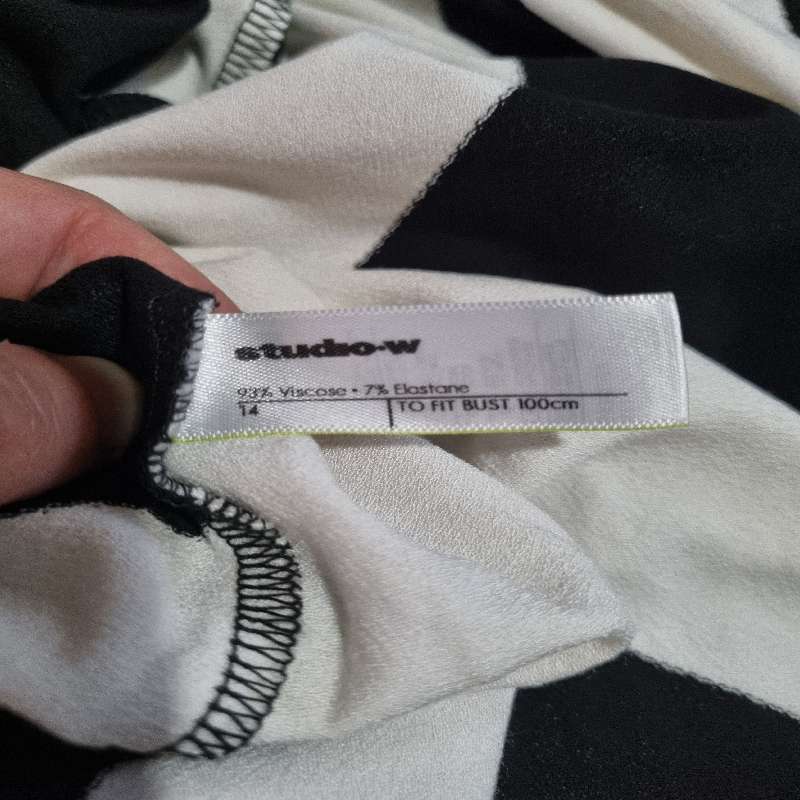 studio•w
93% Viscose • 7% Elastane
14 TO FIT BUST 100cm